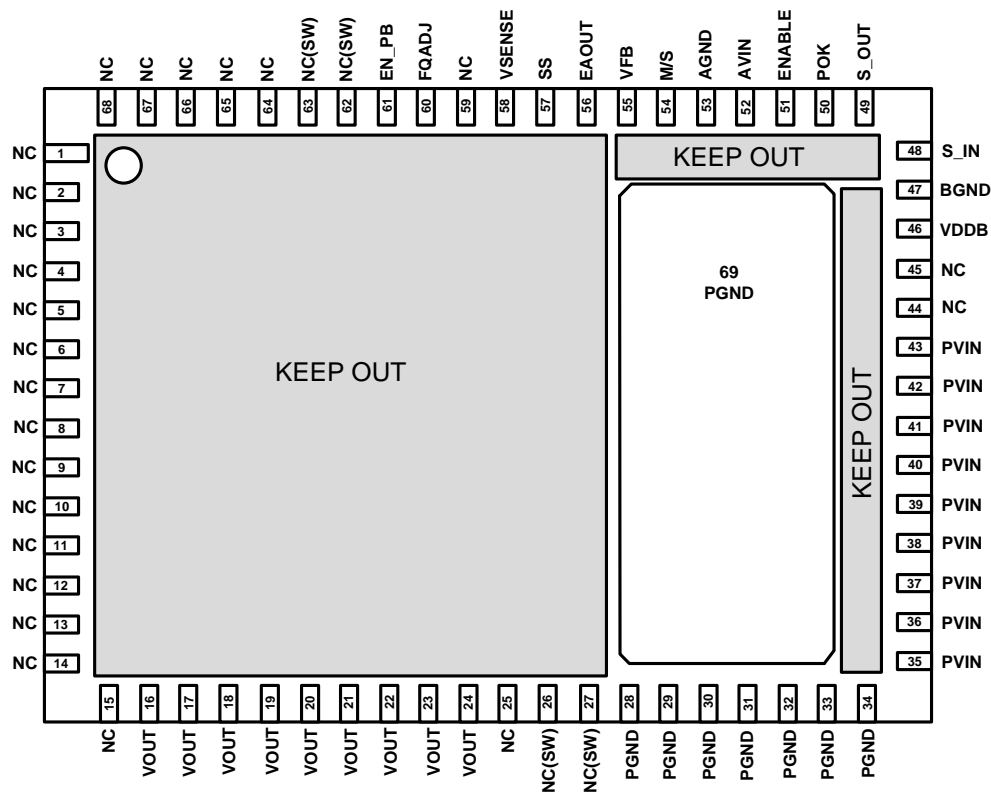 NC
NC
NC
NC
NC
NC(SW)
NC(SW)
EN_PB
FQADJ
NC
VSENSE
SS
EAOUT
VFB
M/S
AGND
AVIN
ENABLE
POK
S_OUT
68
67
66
65
64
63
62
61
60
59
58
57
56
55
54
53
52
51
50
49
NC 1
NC 2
NC 3
NC 4
NC 5
NC 6
NC 7
NC 8
NC 9
NC 10
NC 11
NC 12
NC 13
NC 14
KEEP OUT
KEEP OUT
69
PGND
KEEP OUT
48 S_IN
47 BGND
46 VDDB
45 NC
44 NC
43 PVIN
42 PVIN
41 PVIN
40 PVIN
39 PVIN
38 PVIN
37 PVIN
36 PVIN
35 PVIN
15
16
17
18
19
20
21
22
23
24
25
26
27
28
29
30
31
32
33
34
NC
VOUT
VOUT
VOUT
VOUT
VOUT
VOUT
VOUT
VOUT
VOUT
NC
NC(SW)
NC(SW)
PGND
PGND
PGND
PGND
PGND
PGND
PGND